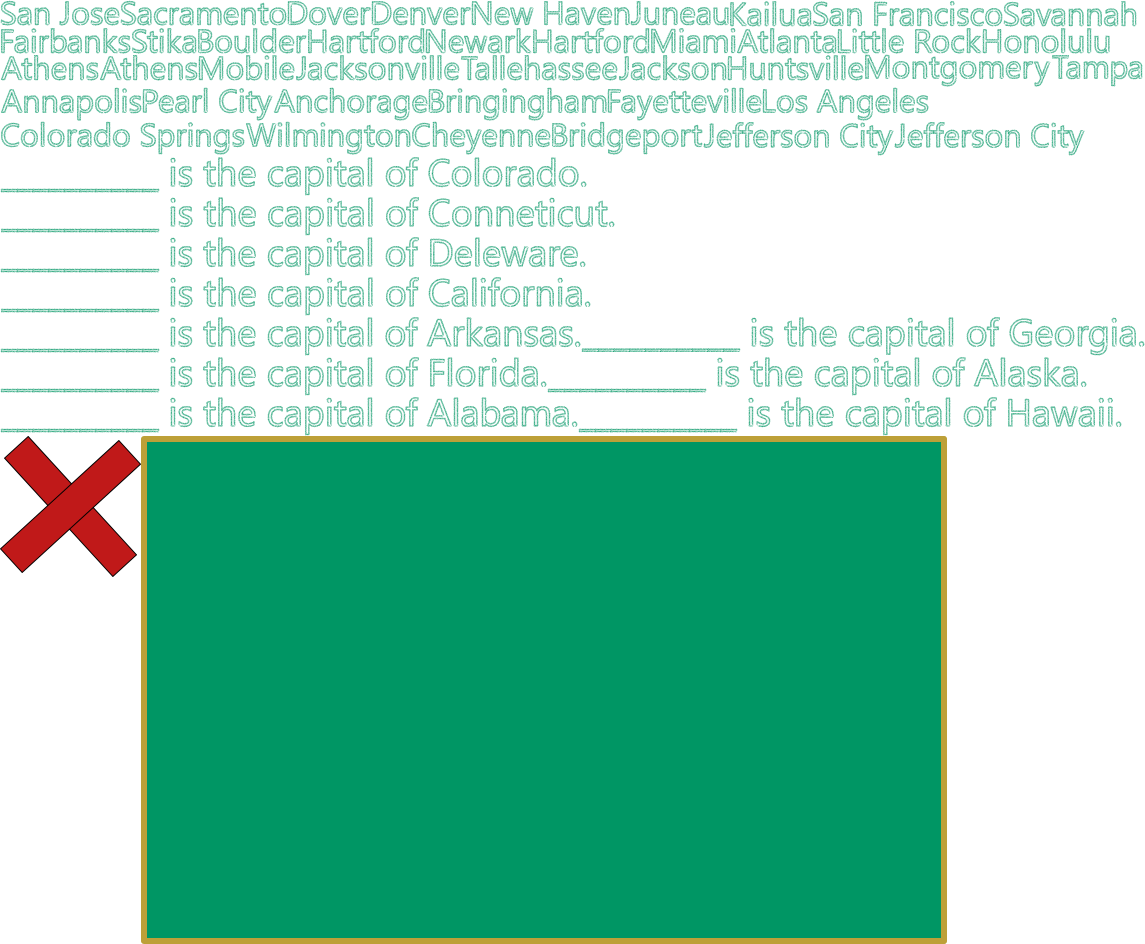 San JoseSacramentoDoverDenverNew HavenJuneauKailuaSan FranciscoSavannah
FairbanksStikaBoulderHartfordNewarkHartfordMiamiAtlantaLittle RockHonolulu
AthensAthensMobileJacksonvilleTallehasseeJacksonHuntsvilleMontgomeryTampa
AnnapolisPearl CityAnchorageBringinghamFayettevilleLos Angeles
Colorado SpringsWilmingtonCheyenneBridgeportJefferson CityJefferson City
__________ is the capital of Colorado.
__________ is the capital of Conneticut.
__________ is the capital of Deleware.
__________ is the capital of California.
__________ is the capital of Arkansas.__________ is the capital of Georgia.
__________ is the capital of Florida.__________ is the capital of Alaska.
__________ is the capital of Alabama.__________ is the capital of Hawaii.